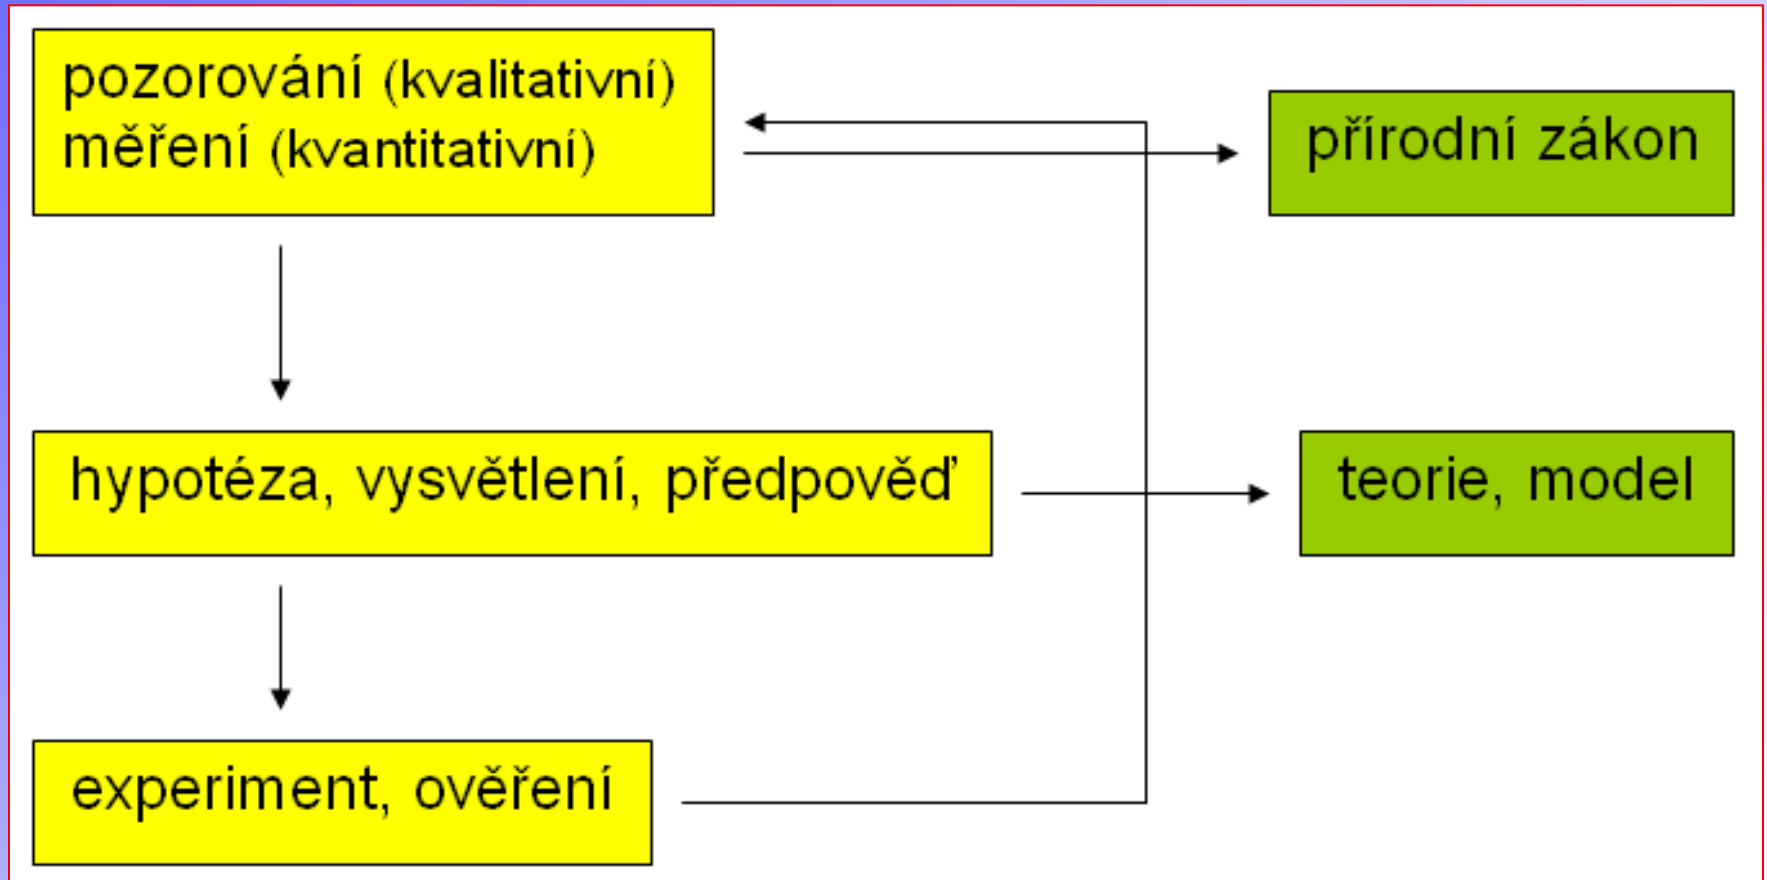 pozorování (kvalitativní)
měření (kvantitativní)
přírodní zákon
hypotéza, vysvětlení, předpověď
teorie, model
experiment, ověření